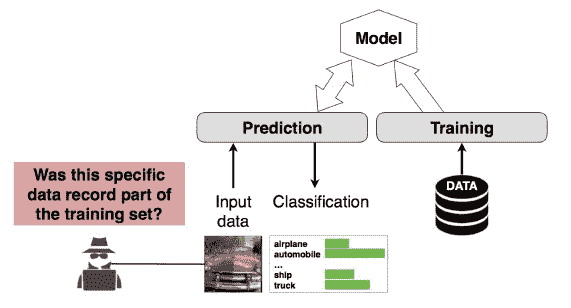 Model
Prediction
Training
Was this specific
data record part of
the training set?
Input
data
Classification
DATA
airplane
automobile
...
ship
truck